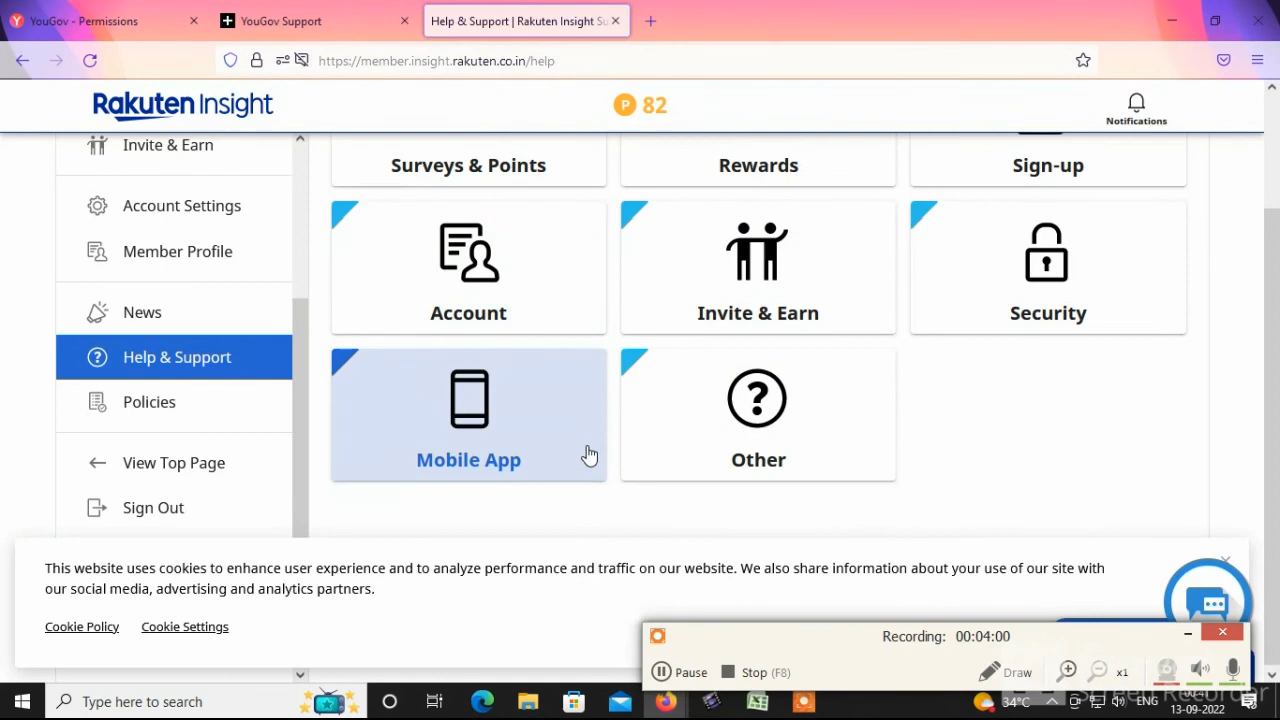 YouGov - Permissions
YouGov Support
Help & Support | Rakuten Insight Su
https://member.insight.rakuten.co.in/help
Rakuten Insight
P 82
Notifications
Invite & Earn
Account Settings
Member Profile
News
Help & Support
Policies
View Top Page
Sign Out
Surveys & Points
Rewards
Sign-up
Account
Invite & Earn
Security
Mobile App
Other
This website uses cookies to enhance user experience and to analyze performance and traffic on our website. We also share information about your use of our site with
our social media, advertising and analytics partners.
Cookie Policy
Cookie Settings
Recording: 00:04:00
Pause
Stop (F8)
Draw
x1
Type here to search
34°C
ENG
13-09-2022
Screen Recorder